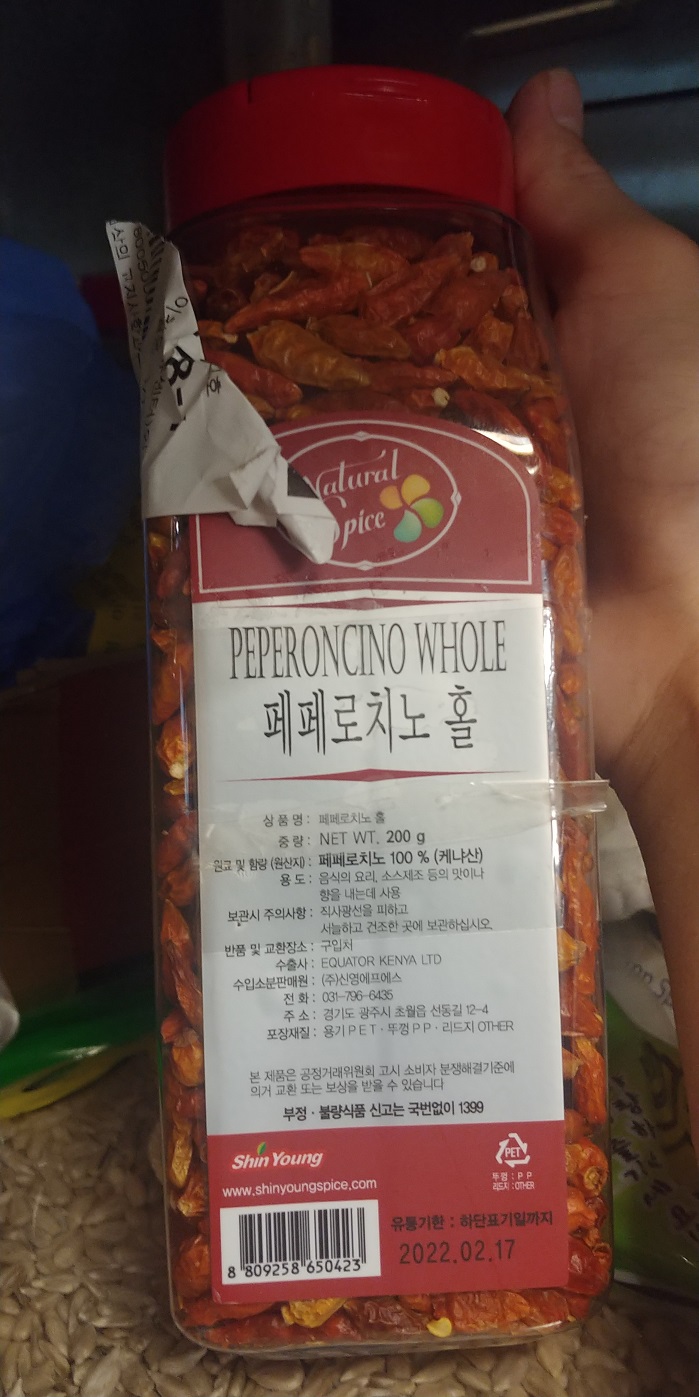 Natural
Spice
PEPERONCINO WHOLE
페페로치노 홀
상 품 명 : 페페로치노 홀
중 량 : NET WT. 200 g
원료 및 함량 (원산지) : 페페로치노 100 % (케냐산)
용 도 : 음식의 요리, 소스제조 등의 맛이나
향을 내는데 사용
보관시 주의사항 : 직사광선을 피하고
서늘하고 건조한 곳에 보관하십시오.
반품 및 교환장소 : 구입처
수출사 : EQUATOR KENYA LTD
수입소분판매원 : (주)신영에프에스
전 화 : 031-796-6435
주 소 : 경기도 광주시 초월읍 선동길 12-4
포장재질 : 용기 P E T · 뚜껑 P P · 리드지 OTHER
본 제품은 공정거래위원회 고시 소비자 분쟁해결기준에
의거 교환 또는 보상을 받을 수 있습니다
부정 · 불량식품 신고는 국번없이 1399
Shin Young
www.shinyoungspice.com
PET
뚜껑 : P P
리드지 : OTHER
유통기한 : 하단표기일까지
2022.02.17
8 809258 650423